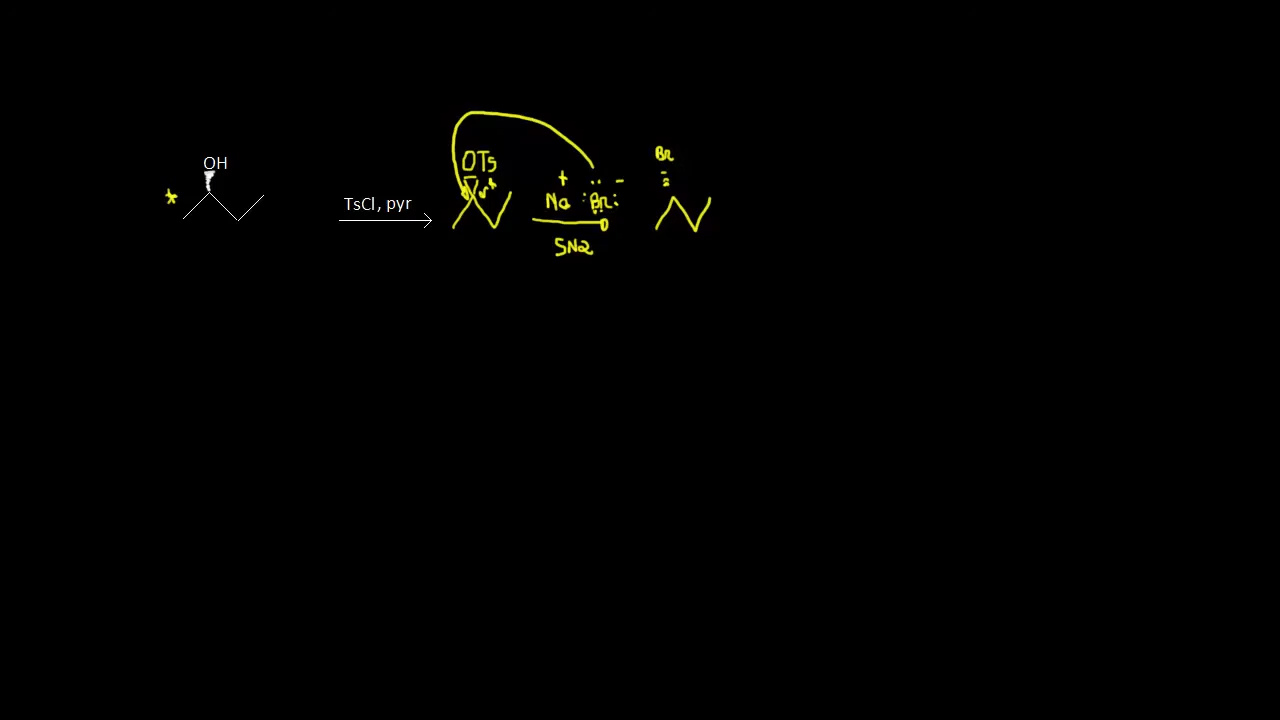 OH
*
TsCl, pyr
OTs
δ+
+ -
Na :Br:
SN2
Br